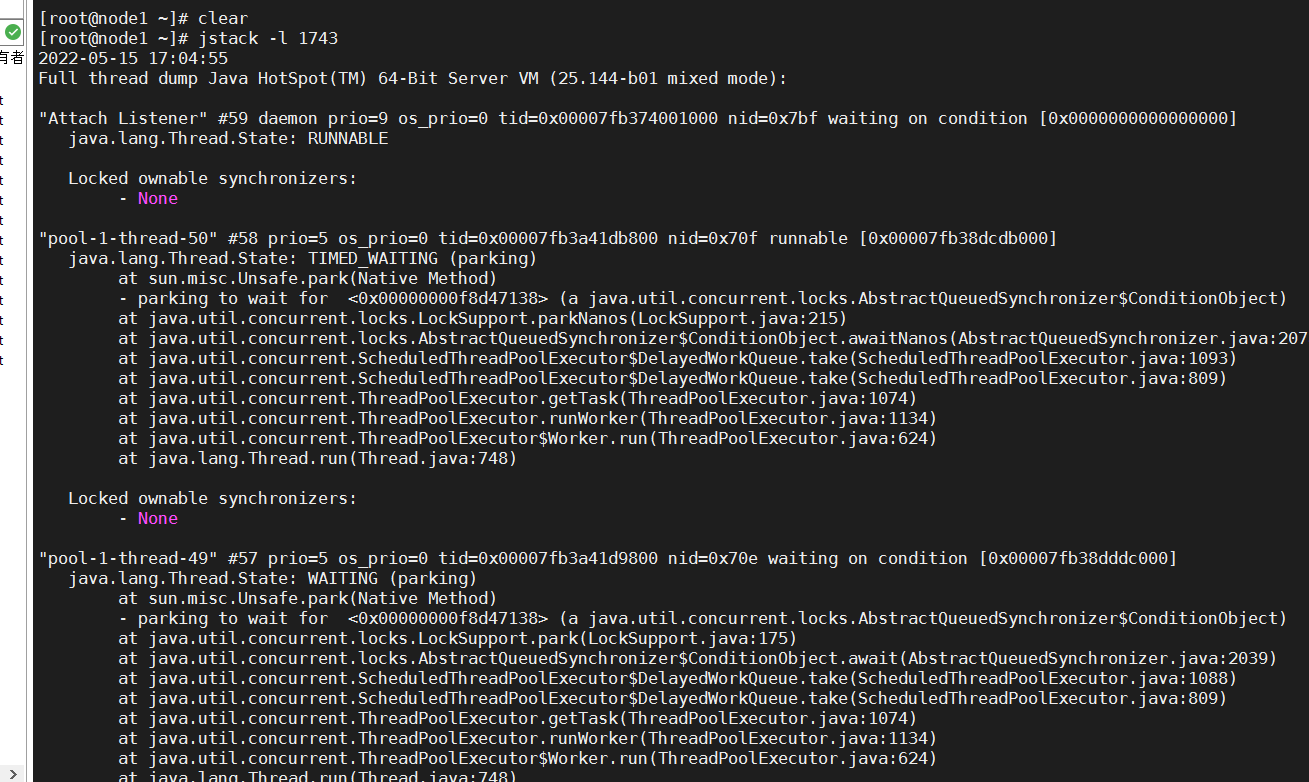 [root@node1 ~]# clear
[root@node1 ~]# jstack -l 1743
有者
2022-05-15 17:04:55
Full thread dump Java HotSpot(TM) 64-Bit Server VM (25.144-b01 mixed mode):
t
t
t
t
t
t
t
t
t
t
t
t
t
t
"Attach Listener" #59 daemon prio=9 os_prio=0 tid=0x00007fb374001000 nid=0x7bf waiting on condition [0x0000000000000000]
java.lang.Thread.State: RUNNABLE
Locked ownable synchronizers:
- None
"pool-1-thread-50" #58 prio=5 os_prio=0 tid=0x00007fb3a41db800 nid=0x70f runnable [0x00007fb38dcdb000]
java.lang.Thread.State: TIMED_WAITING (parking)
at sun.misc.Unsafe.park(Native Method)
- parking to wait for  <0x00000000f8d47138> (a java.util.concurrent.locks.AbstractQueuedSynchronizer$ConditionObject)
at java.util.concurrent.locks.LockSupport.parkNanos(LockSupport.java:215)
at java.util.concurrent.locks.AbstractQueuedSynchronizer$ConditionObject.awaitNanos(AbstractQueuedSynchronizer.java:207
at java.util.concurrent.ScheduledThreadPoolExecutor$DelayedWorkQueue.take(ScheduledThreadPoolExecutor.java:1093)
at java.util.concurrent.ScheduledThreadPoolExecutor$DelayedWorkQueue.take(ScheduledThreadPoolExecutor.java:809)
at java.util.concurrent.ThreadPoolExecutor.getTask(ThreadPoolExecutor.java:1074)
at java.util.concurrent.ThreadPoolExecutor.runWorker(ThreadPoolExecutor.java:1134)
at java.util.concurrent.ThreadPoolExecutor$Worker.run(ThreadPoolExecutor.java:624)
at java.lang.Thread.run(Thread.java:748)
Locked ownable synchronizers:
- None
"pool-1-thread-49" #57 prio=5 os_prio=0 tid=0x00007fb3a41d9800 nid=0x70e waiting on condition [0x00007fb38dddc000]
java.lang.Thread.State: WAITING (parking)
at sun.misc.Unsafe.park(Native Method)
- parking to wait for  <0x00000000f8d47138> (a java.util.concurrent.locks.AbstractQueuedSynchronizer$ConditionObject)
at java.util.concurrent.locks.LockSupport.park(LockSupport.java:175)
at java.util.concurrent.locks.AbstractQueuedSynchronizer$ConditionObject.await(AbstractQueuedSynchronizer.java:2039)
at java.util.concurrent.ScheduledThreadPoolExecutor$DelayedWorkQueue.take(ScheduledThreadPoolExecutor.java:1088)
at java.util.concurrent.ScheduledThreadPoolExecutor$DelayedWorkQueue.take(ScheduledThreadPoolExecutor.java:809)
at java.util.concurrent.ThreadPoolExecutor.getTask(ThreadPoolExecutor.java:1074)
at java.util.concurrent.ThreadPoolExecutor.runWorker(ThreadPoolExecutor.java:1134)
at java.util.concurrent.ThreadPoolExecutor$Worker.run(ThreadPoolExecutor.java:624)
at java.lang.Thread.run(Thread.java:748)